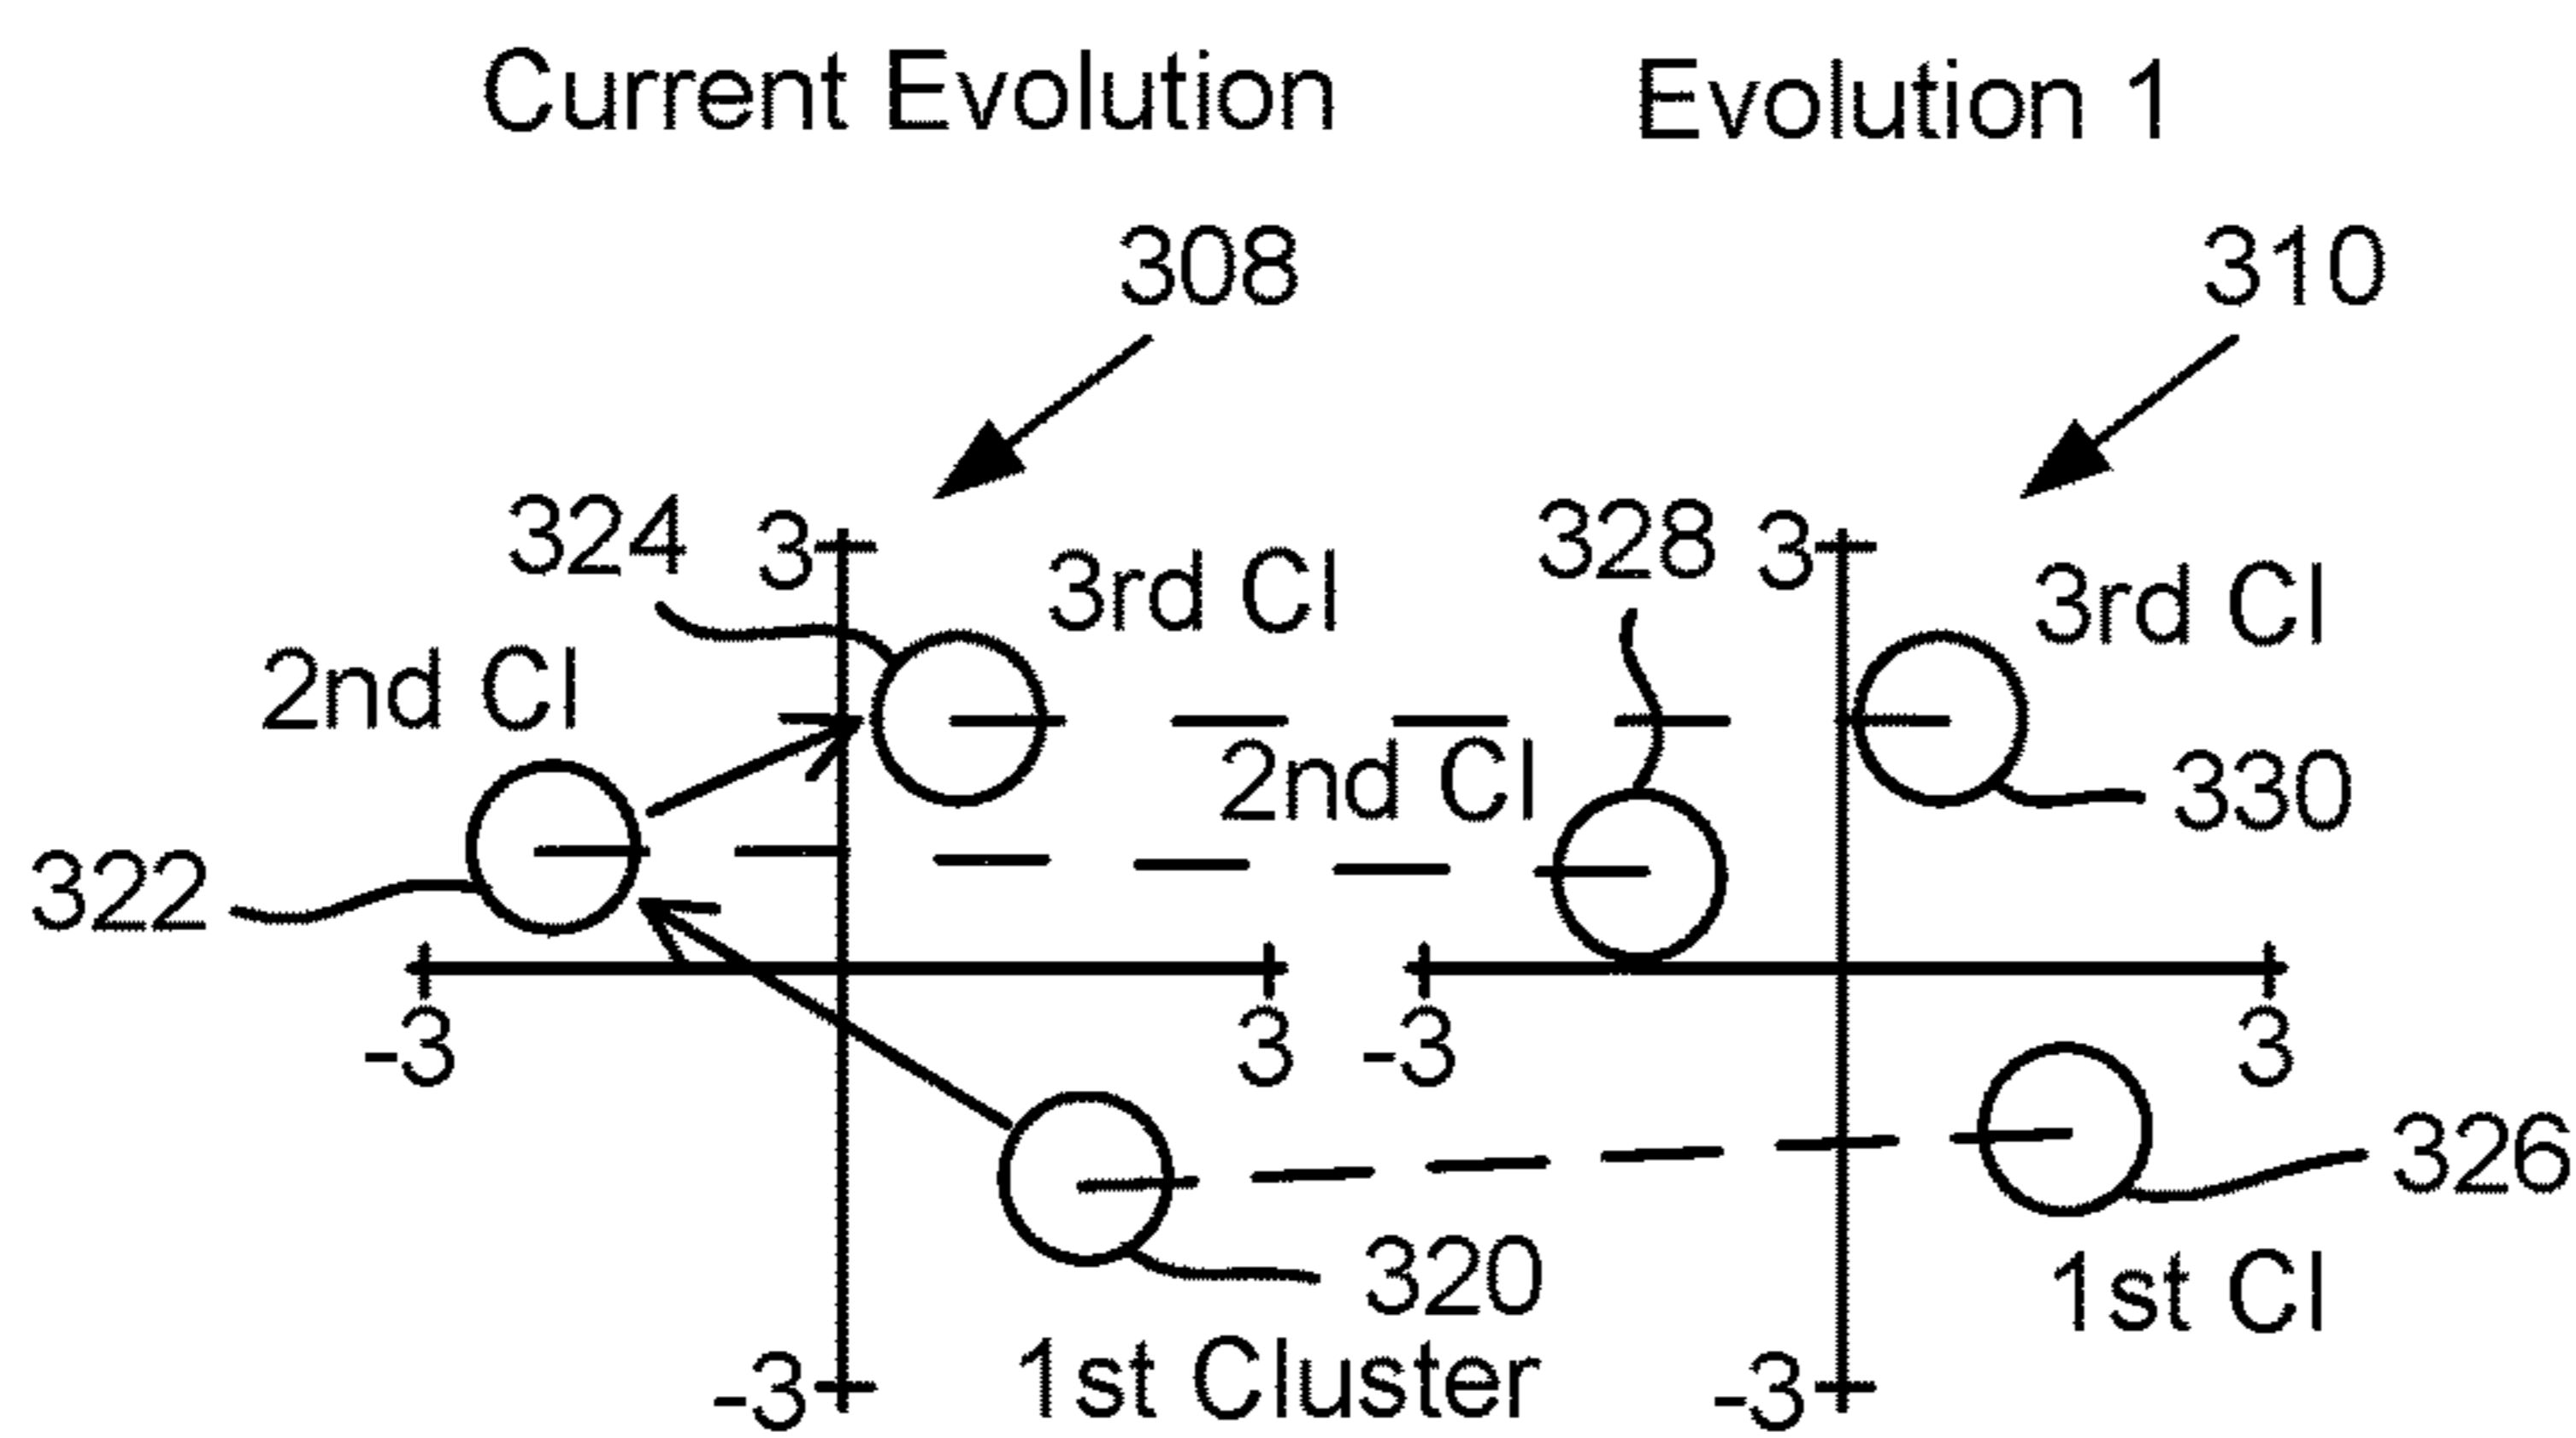 Current Evolution
Evolution 1
308
310
324
3
3rd Cl
328
3
3rd Cl
2nd Cl
2nd Cl
330
322
-3
3
-3
3
326
320
1st Cl
1st Cluster
-3
-3